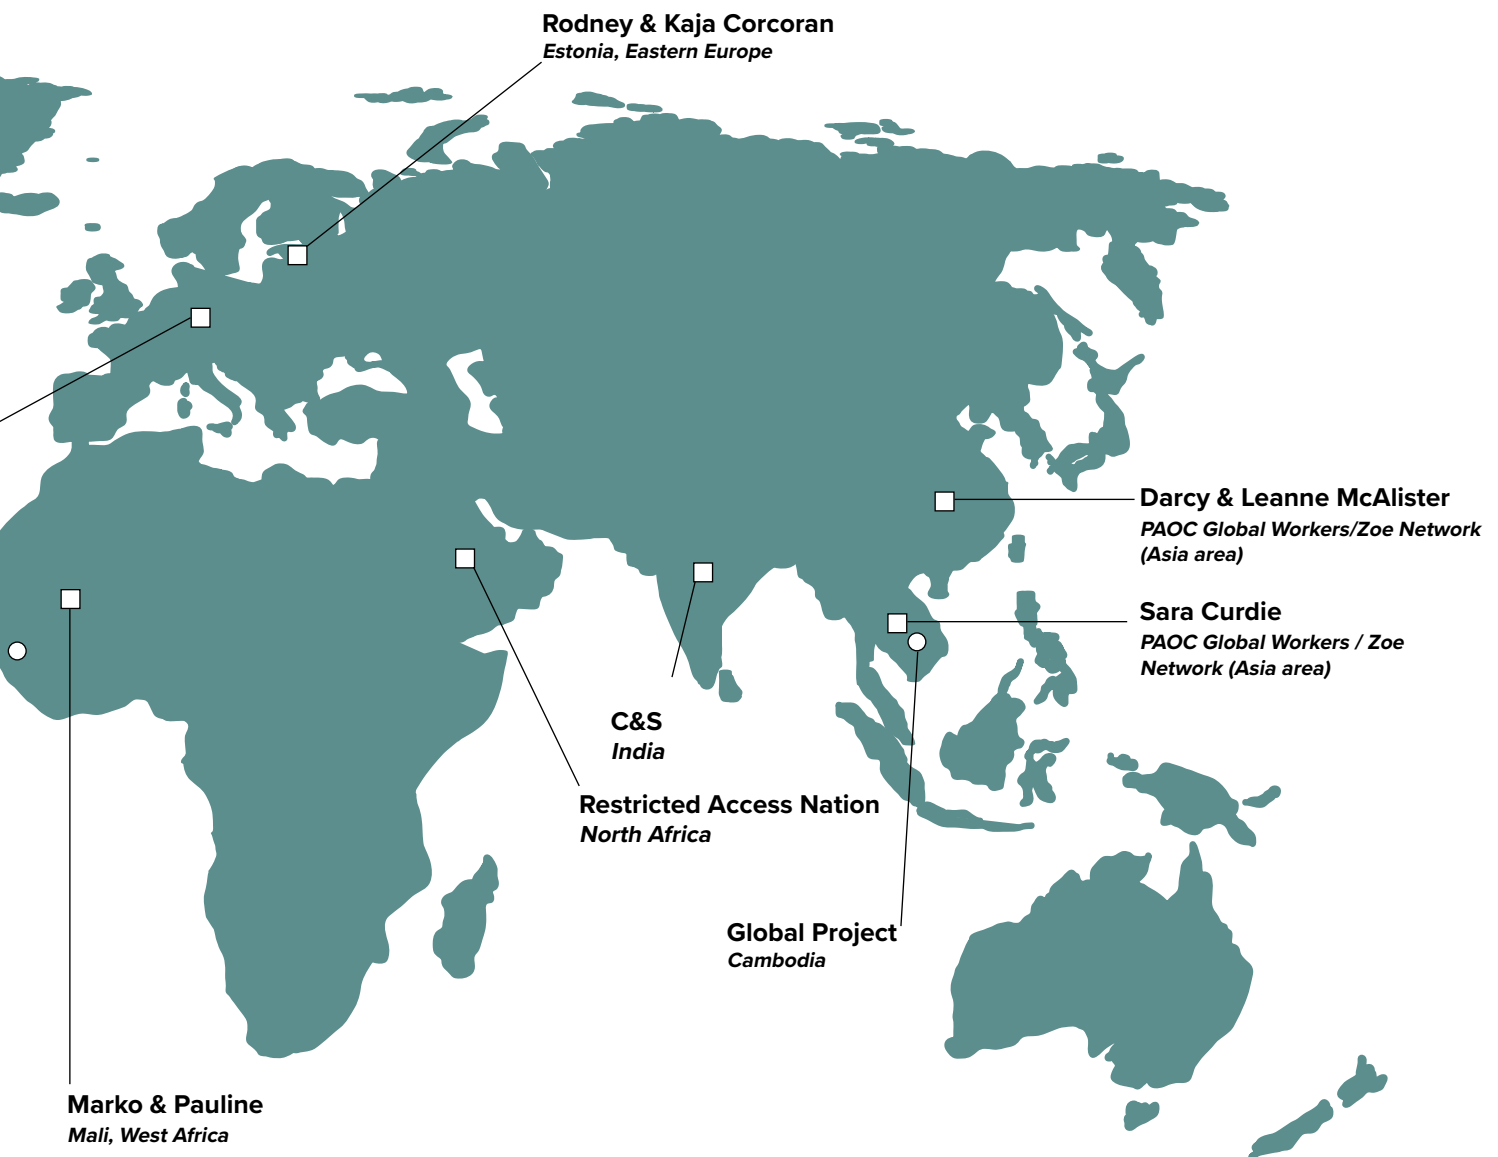 Rodney & Kaja Corcoran
Estonia, Eastern Europe
Darcy & Leanne McAlister
PAOC Global Workers/Zoe Network
(Asia area)
Sara Curdie
PAOC Global Workers / Zoe
Network (Asia area)
C&S
India
Restricted Access Nation
North Africa
Global Project
Cambodia
Marko & Pauline
Mali, West Africa